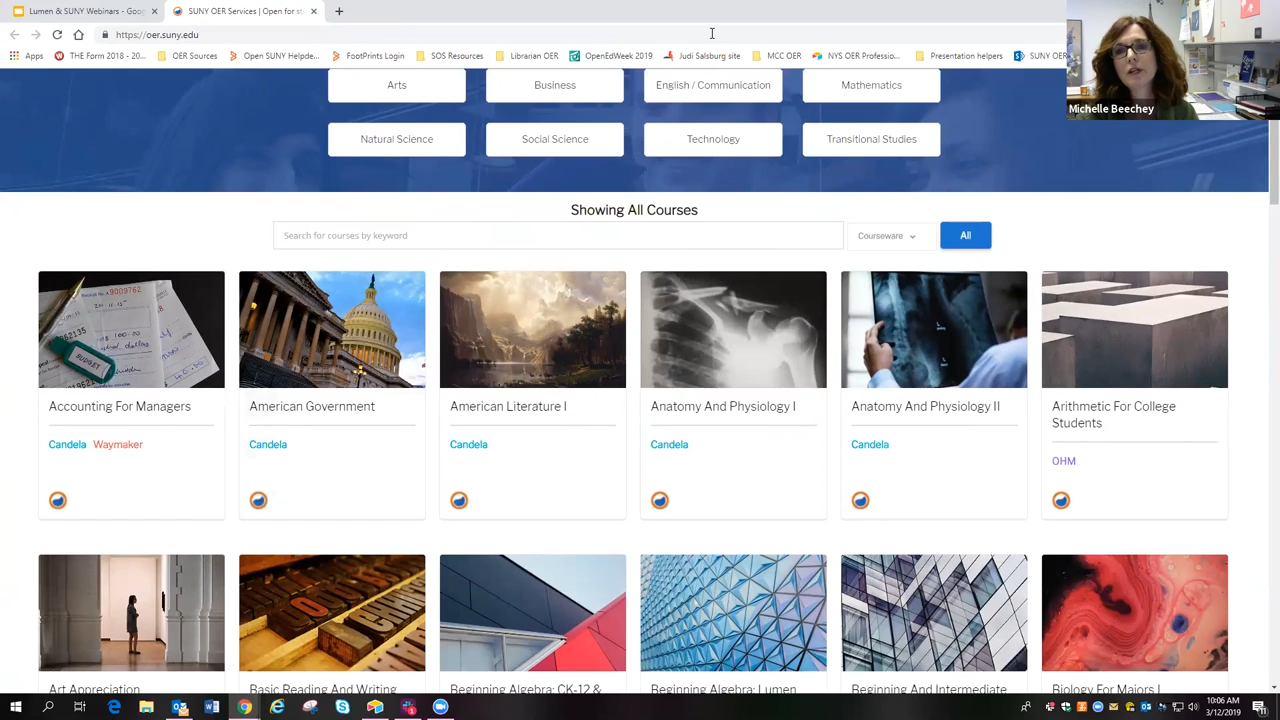 Lumen & SUNY Webinars - Goog
SUNY OER Services | Open for st
https://oer.suny.edu
Apps
THE Form 2018 - 20...
Open SUNY Helpde...
FootPrints Login
SOS Resources
Librarian OER
OpenEdWeek 2019
Judi Salsburg site
MCC OER
NYS OER Professio...
Presentation helpers
SUNY OER
Michelle Beechey
Arts
Business
English / Communication
Mathematics
Natural Science
Social Science
Technology
Transitional Studies
Showing All Courses
Search for courses by keyword
Courseware
All
9009762
BUDGET
Accounting For Managers
Candela Waymaker
American Government
Candela
American Literature I
Candela
Anatomy And Physiology I
Candela
Anatomy And Physiology II
Candela
Arithmetic For College
Students
OHM
Art Appreciation
Basic Reading And Writing
Beginning Algebra: CK-12 &
Beginning Algebra: Lumen
Beginning And Intermediate
Biology For Majors I
10:06 AM
3/12/2019